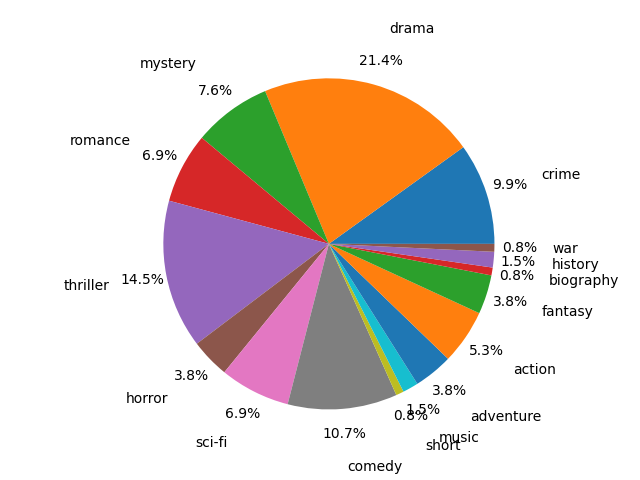 drama
21.4%
mystery
7.6%
romance
6.9%
crime
9.9%
thriller
14.5%
war
0.8%
history
1.5%
biography
0.8%
fantasy
3.8%
action
5.3%
adventure
3.8%
music
1.5%
short
0.8%
comedy
10.7%
sci-fi
6.9%
horror
3.8%